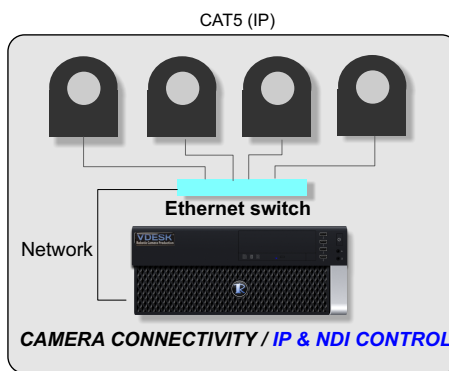 CAT5 (IP)
Ethernet switch
Network
VDESK
CAMERA CONNECTIVITY / IP & NDI CONTROL